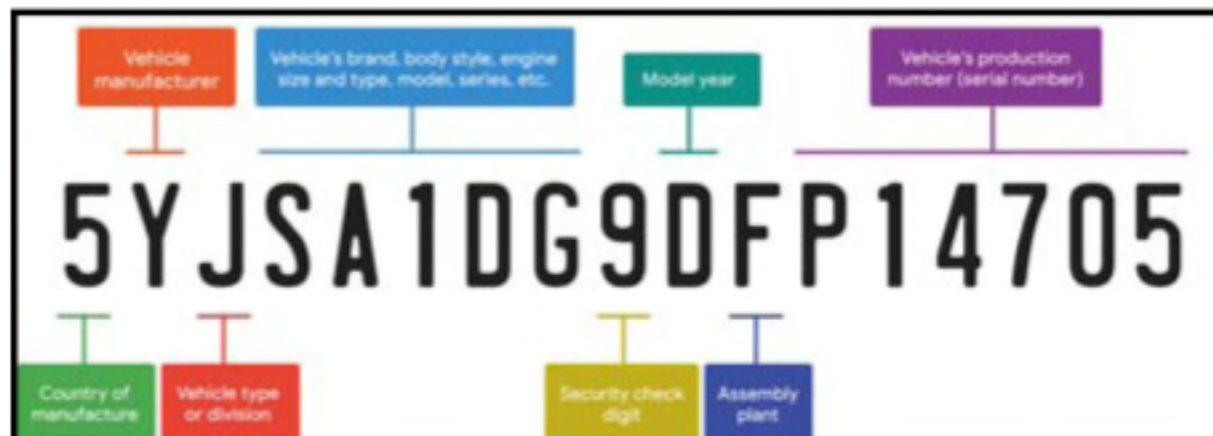 Vehicle
manufacturer
Vehicle's brand, body style, engine
size and type, model, series, etc.
Model year
Vehicle's production
number (serial number)
5YJSA1DG9DFP14705
Country of
manufacture
Vehicle type
or division
Security check
digit
Assembly
plant